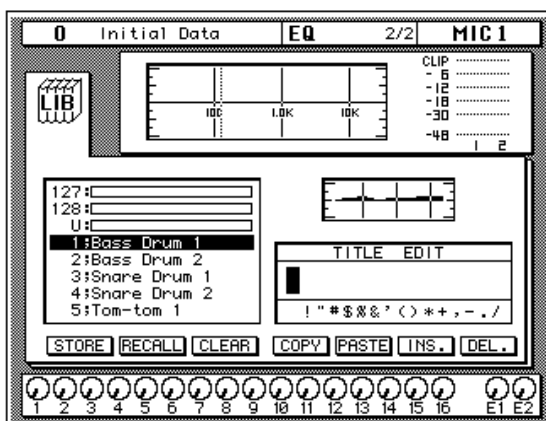 0 Initial Data EQ 2/2 MIC 1
LIB
100 1.0K 10K
CLIP
- 6
-12
-18
-30
-48
1 2
127:
128:
U:
1;Bass Drum 1
2;Bass Drum 2
3;Snare Drum 1
4;Snare Drum 2
5;Tom-tom 1
TITLE EDIT
!"#$%&'()*+,-./
STORE RECALL CLEAR COPY PASTE INS. DEL.
1 2 3 4 5 6 7 8 9 10 11 12 13 14 15 16 E1 E2